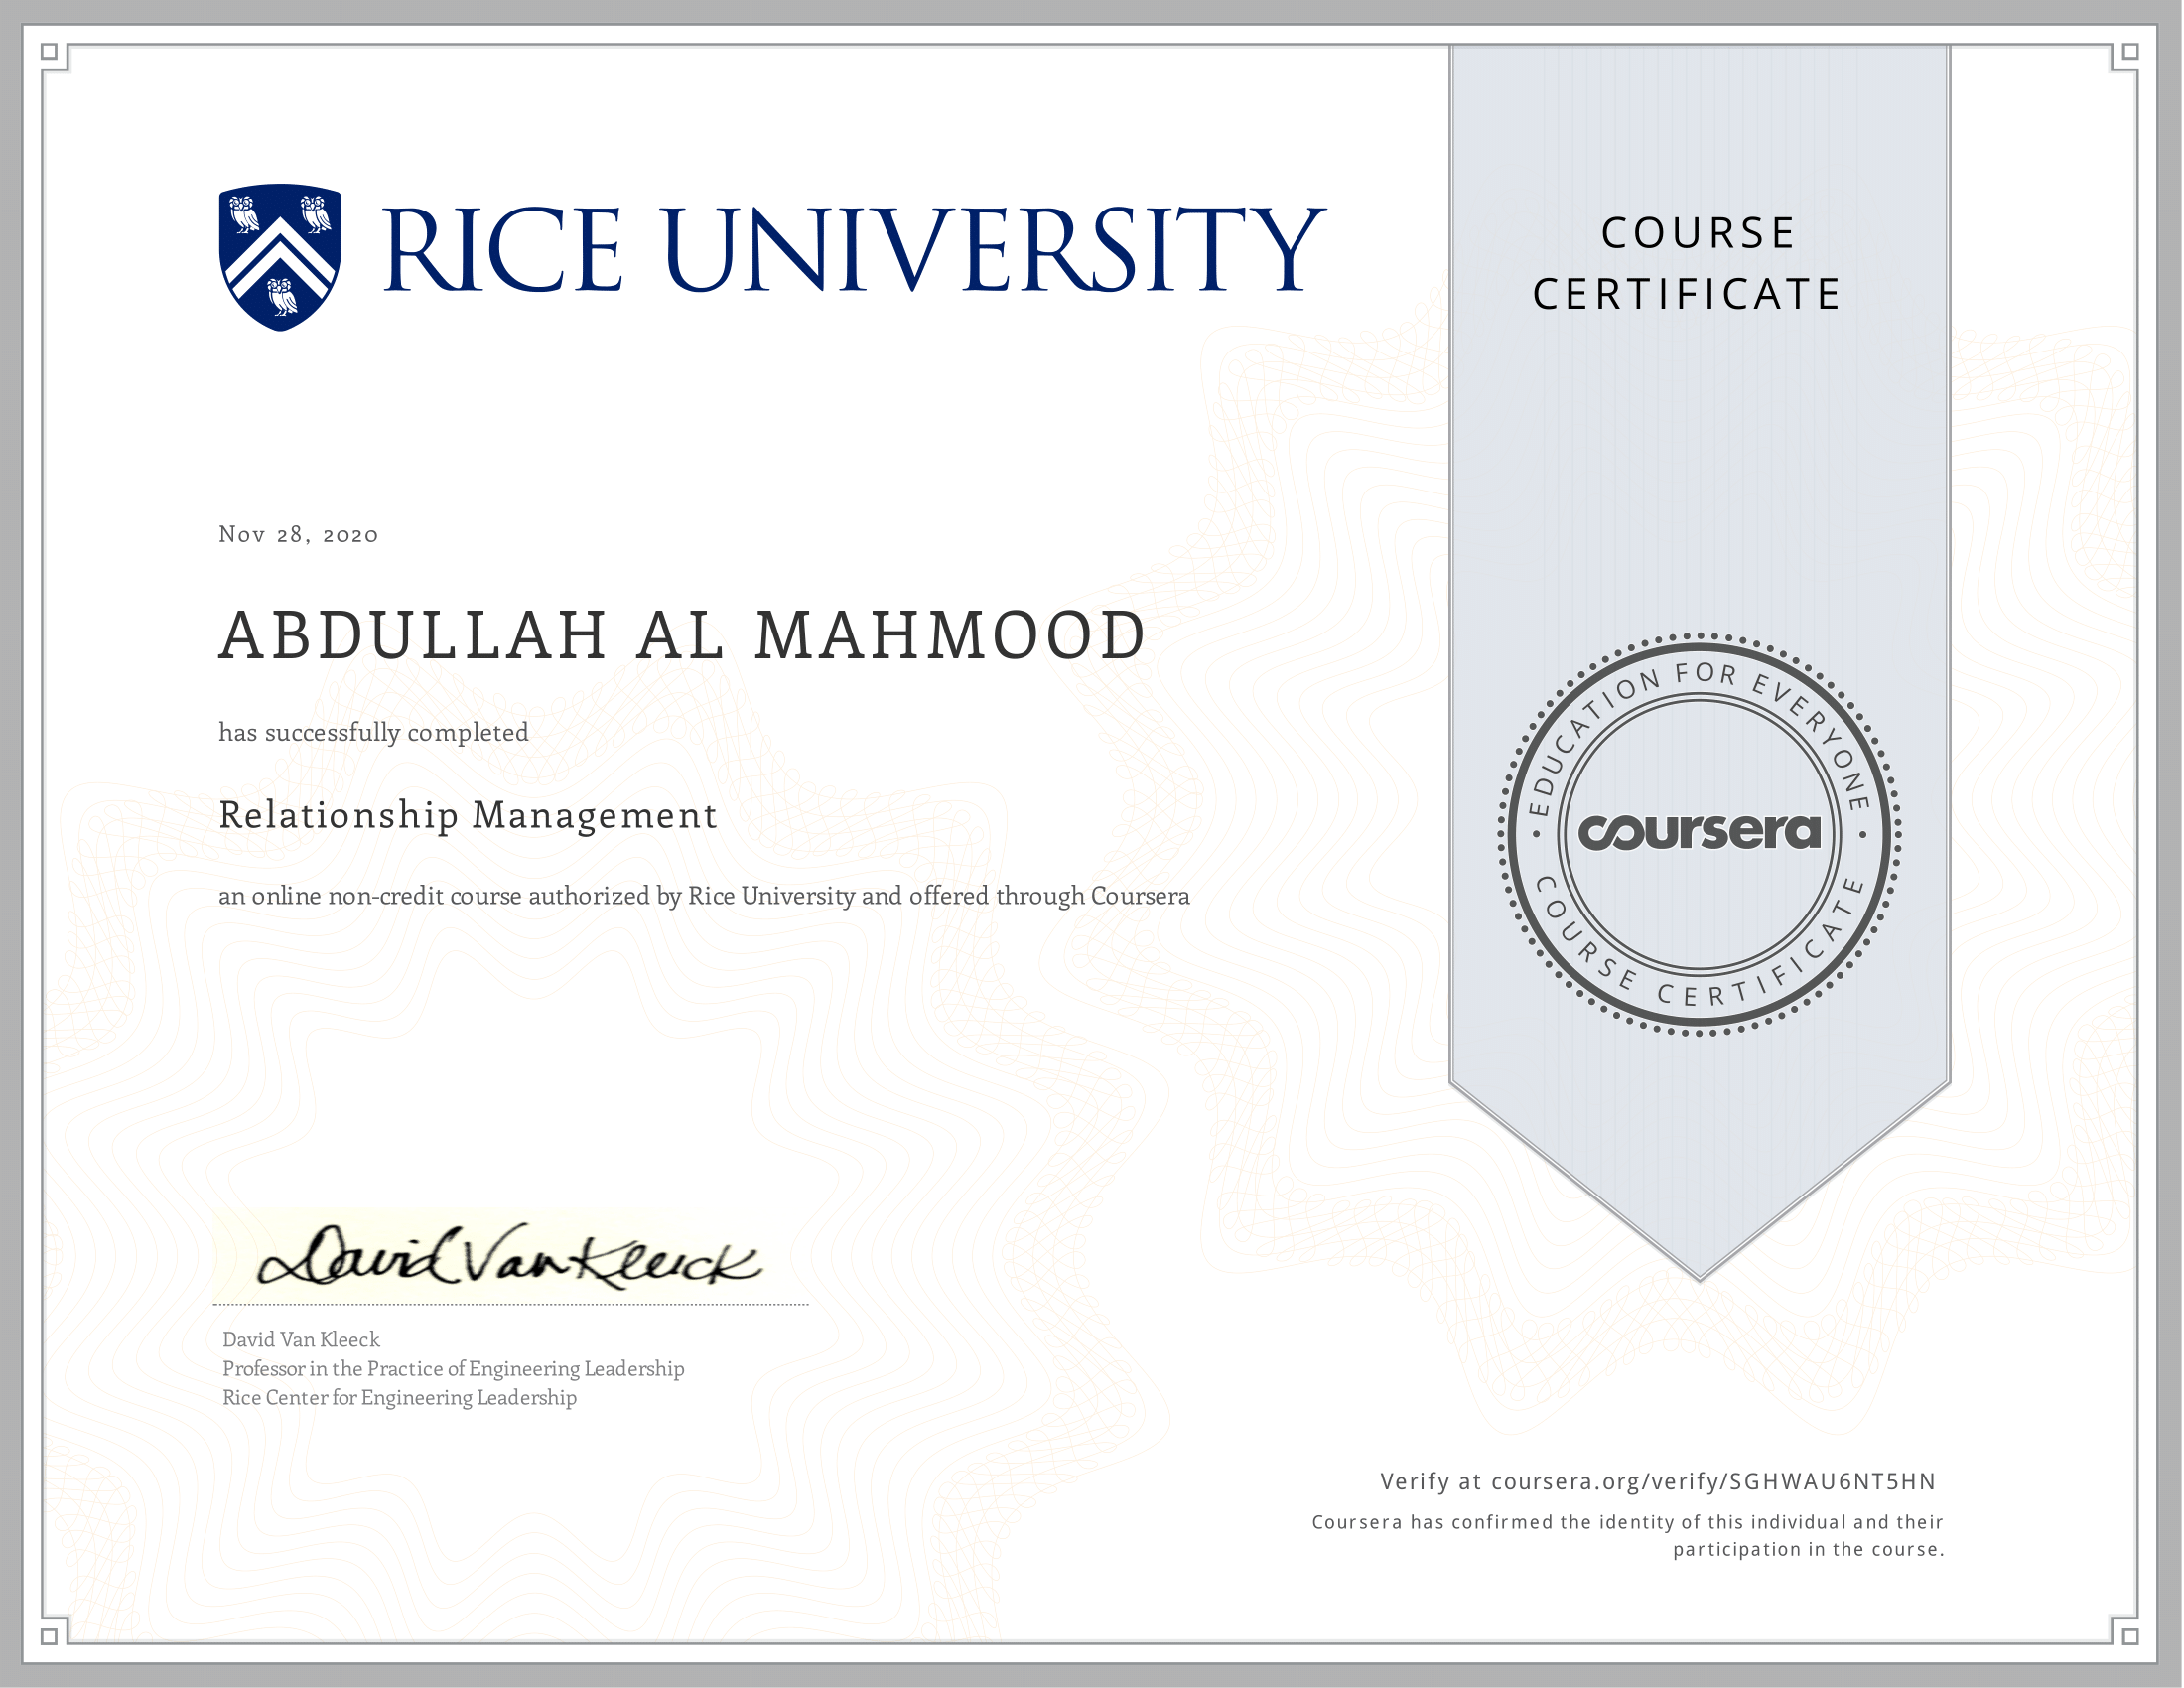 RICE UNIVERSITY
COURSE
CERTIFICATE
Nov 28, 2020
ABDULLAH AL MAHMOOD
has successfully completed
Relationship Management
an online non-credit course authorized by Rice University and offered through Coursera
EDUCATION FOR EVERYONE
coursera
COURSE CERTIFICATE
David Van Kleeck
David Van Kleeck
Professor in the Practice of Engineering Leadership
Rice Center for Engineering Leadership
Verify at coursera.org/verify/SGHWAU6NT5HN
Coursera has confirmed the identity of this individual and their
participation in the course.